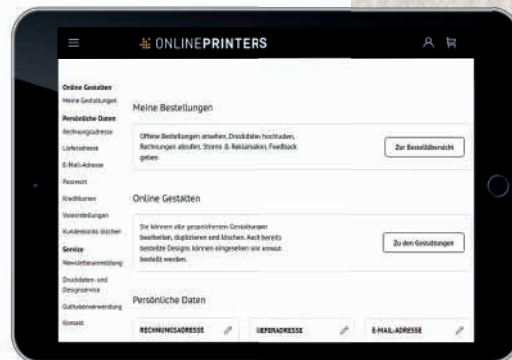 ONLINEPRINTERS
Online Gestalten
Meine Gestaltungen
Persönliche Daten
Rechnungsadresse
Lieferadresse
E-Mail-Adresse
Passwort
Kreditkarten
Voreinstellungen
Kundenkonto löschen
Service
Newsletteranmeldung
Druckdaten- und
Designservice
Guthabenverwendung
Kontakt
Meine Bestellungen
Offene Bestellungen ansehen, Druckdaten hochladen,
Rechnungen abrufen, Storno & Reklamation, Feedback
geben
Zur Bestellübersicht
Online Gestalten
Sie können alle gespeicherten Gestaltungen
bearbeiten, duplizieren und löschen. Auch bereits
bestellte Designs können eingesehen und erneut
bestellt werden.
Zu den Gestaltungen
Persönliche Daten
RECHNUNGSADRESSE
LIEFERADRESSE
E-MAIL-ADRESSE